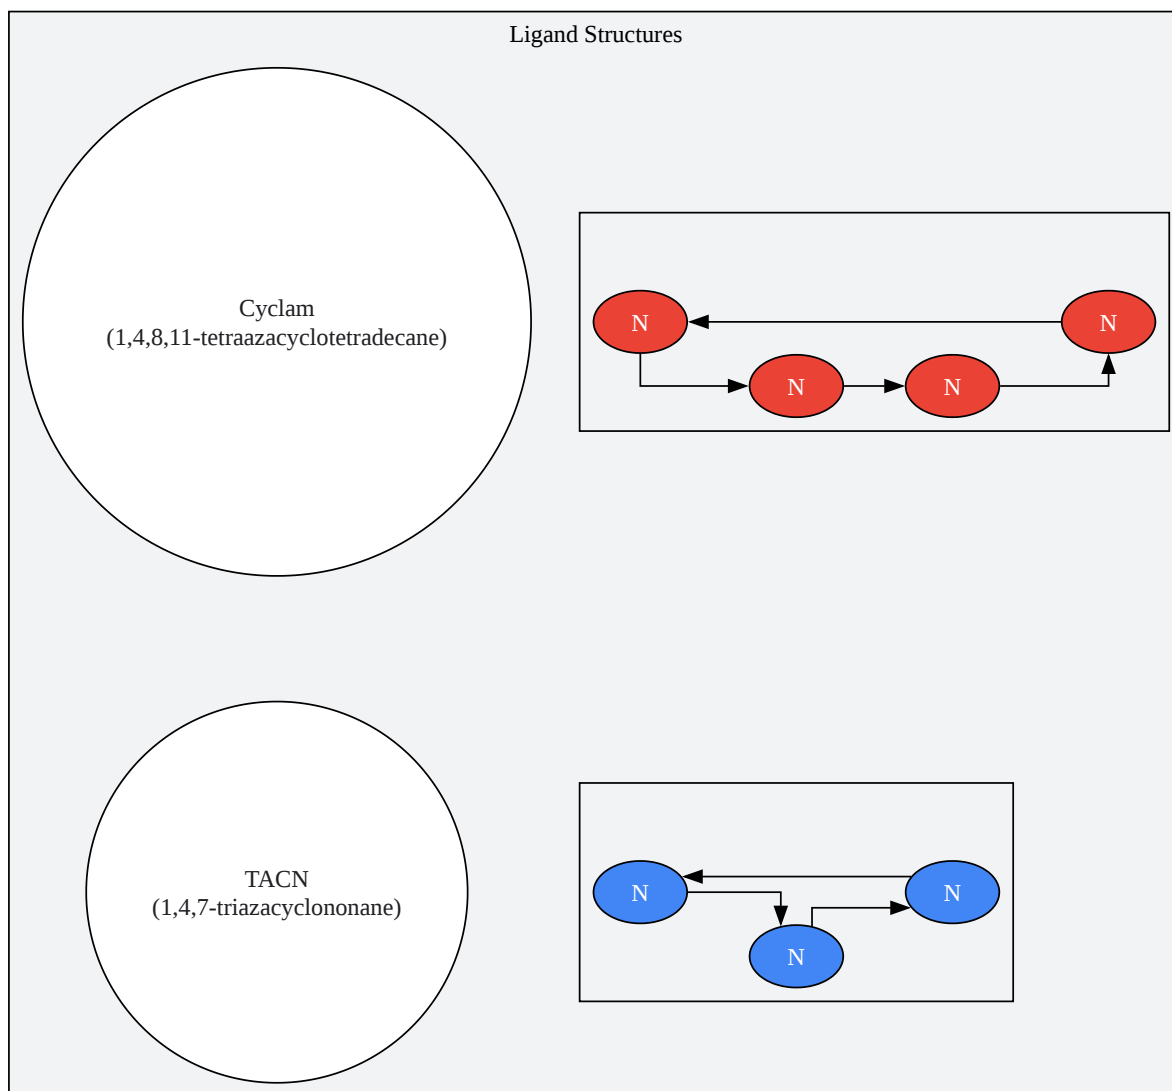 Ligand Structures
Cyclam
(1,4,8,11-tetraazacyclotetradecane)
N
N
N
N
TACN
(1,4,7-triazacyclononane)
N
N
N